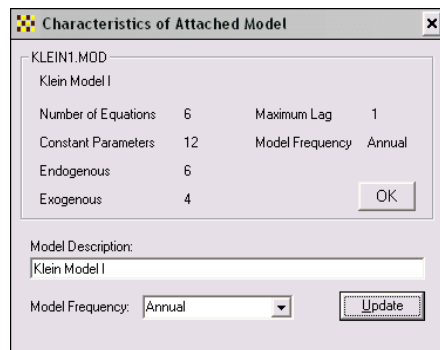 Characteristics of Attached Model
KLEIN1.MOD
Klein Model I
Number of Equations 6 Maximum Lag 1
Constant Parameters 12 Model Frequency Annual
Endogenous 6
Exogenous 4
OK
Model Description:
Klein Model I
Model Frequency: Annual Update